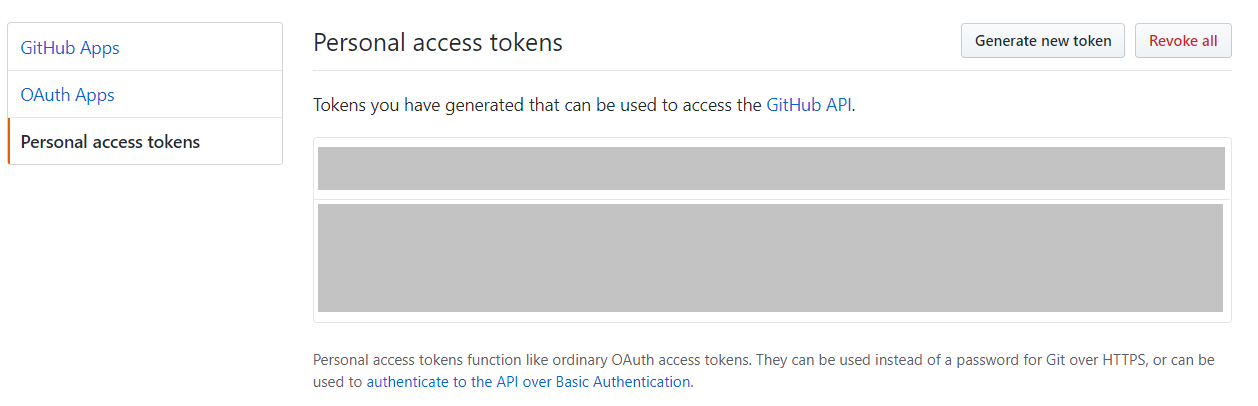 GitHub Apps
OAuth Apps
Personal access tokens
Personal access tokens
Generate new token
Revoke all
Tokens you have generated that can be used to access the GitHub API.
Personal access tokens function like ordinary OAuth access tokens. They can be used instead of a password for Git over HTTPS, or can be
used to authenticate to the API over Basic Authentication.